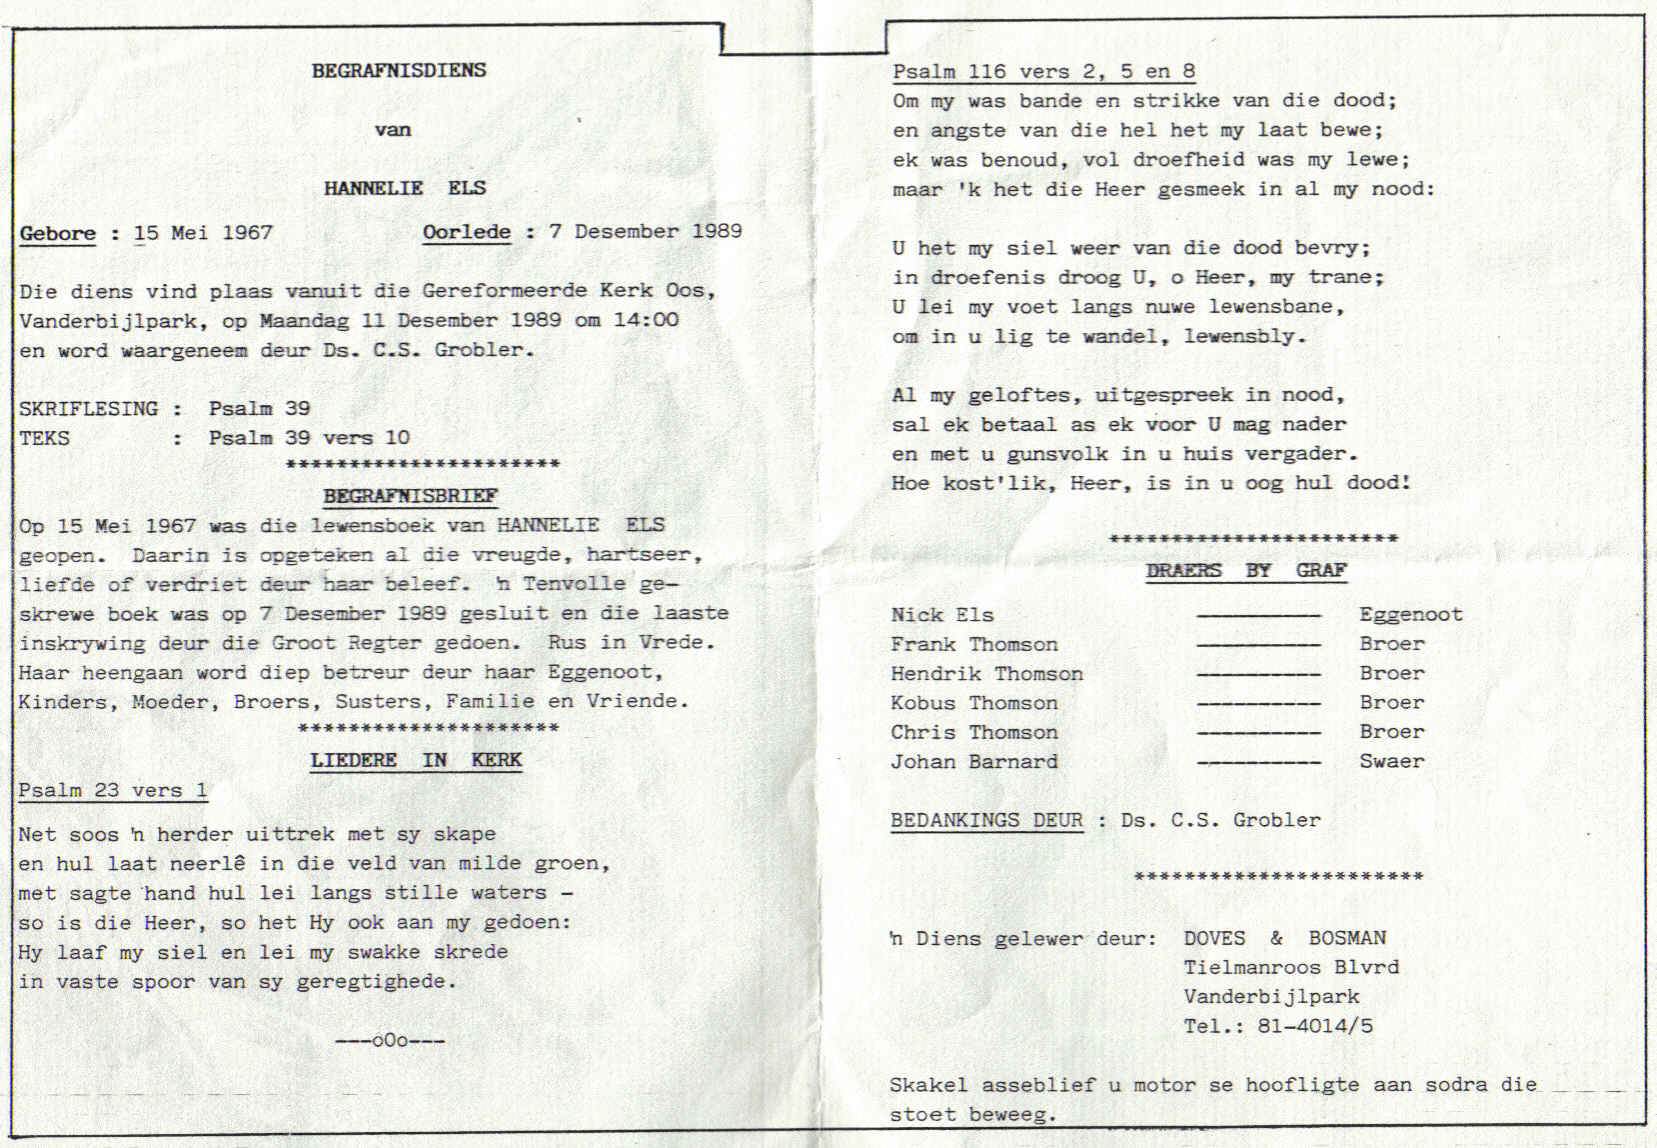 BEGRAFNISDIENS
van
HANNELIE ELS
Gebore : 15 Mei 1967 Oorlede : 7 Desember 1989
Die diens vind plaas vanuit die Gereformeerde Kerk Oos,
Vanderbijlpark, op Maandag 11 Desember 1989 om 14:00
en word waargeneem deur Ds. C.S. Grobler.
SKRIFLESING : Psalm 39
TEKS : Psalm 39 vers 10
**********************
BEGRAFNISBRIEF
Op 15 Mei 1967 was die lewensboek van HANNELIE ELS
geopen. Daarin is opgeteken al die vreugde, hartseer,
liefde of verdriet deur haar beleef. 'n Tenvolle ge-
skrewe boek was op 7 Desember 1989 gesluit en die laaste
inskrywing deur die Groot Regter gedoen. Rus in Vrede.
Haar heengaan word diep betreur deur haar Eggenoot,
Kinders, Moeder, Broers, Susters, Familie en Vriende.
*********************
LIEDERE IN KERK
Psalm 23 vers 1
Net soos 'n herder uittrek met sy skape
en hul laat neerlê in die veld van milde groen,
met sagte hand hul lei langs stille waters -
so is die Heer, so het Hy ook aan my gedoen:
Hy laaf my siel en lei my swakke skrede
in vaste spoor van sy geregtighede.
---oOo---
Psalm 116 vers 2, 5 en 8
Om my was bande en strikke van die dood;
en angste van die hel het my laat bewe;
ek was benoud, vol droefheid was my lewe;
maar 'k het die Heer gesmeek in al my nood:
U het my siel weer van die dood bevry;
in droefenis droog U, o Heer, my trane;
U lei my voet langs nuwe lewensbane,
om in u lig te wandel, lewensbly.
Al my geloftes, uitgespreek in nood,
sal ek betaal as ek voor U mag nader
en met u gunsvolk in u huis vergader.
Hoe kost'lik, Heer, is in u oog hul dood!
***********************
DRAERS BY GRAF
Nick Els ---------- Eggenoot
Frank Thomson ---------- Broer
Hendrik Thomson ---------- Broer
Kobus Thomson ---------- Broer
Chris Thomson ---------- Broer
Johan Barnard ---------- Swaer
BEDANKINGS DEUR : Ds. C.S. Grobler
***********************
'n Diens gelewer deur: DOVES & BOSMAN
Tielmanroos Blvrd
Vanderbijlpark
Tel.: 81-4014/5
Skakel asseblief u motor se hoofligte aan sodra die
stoet beweeg.